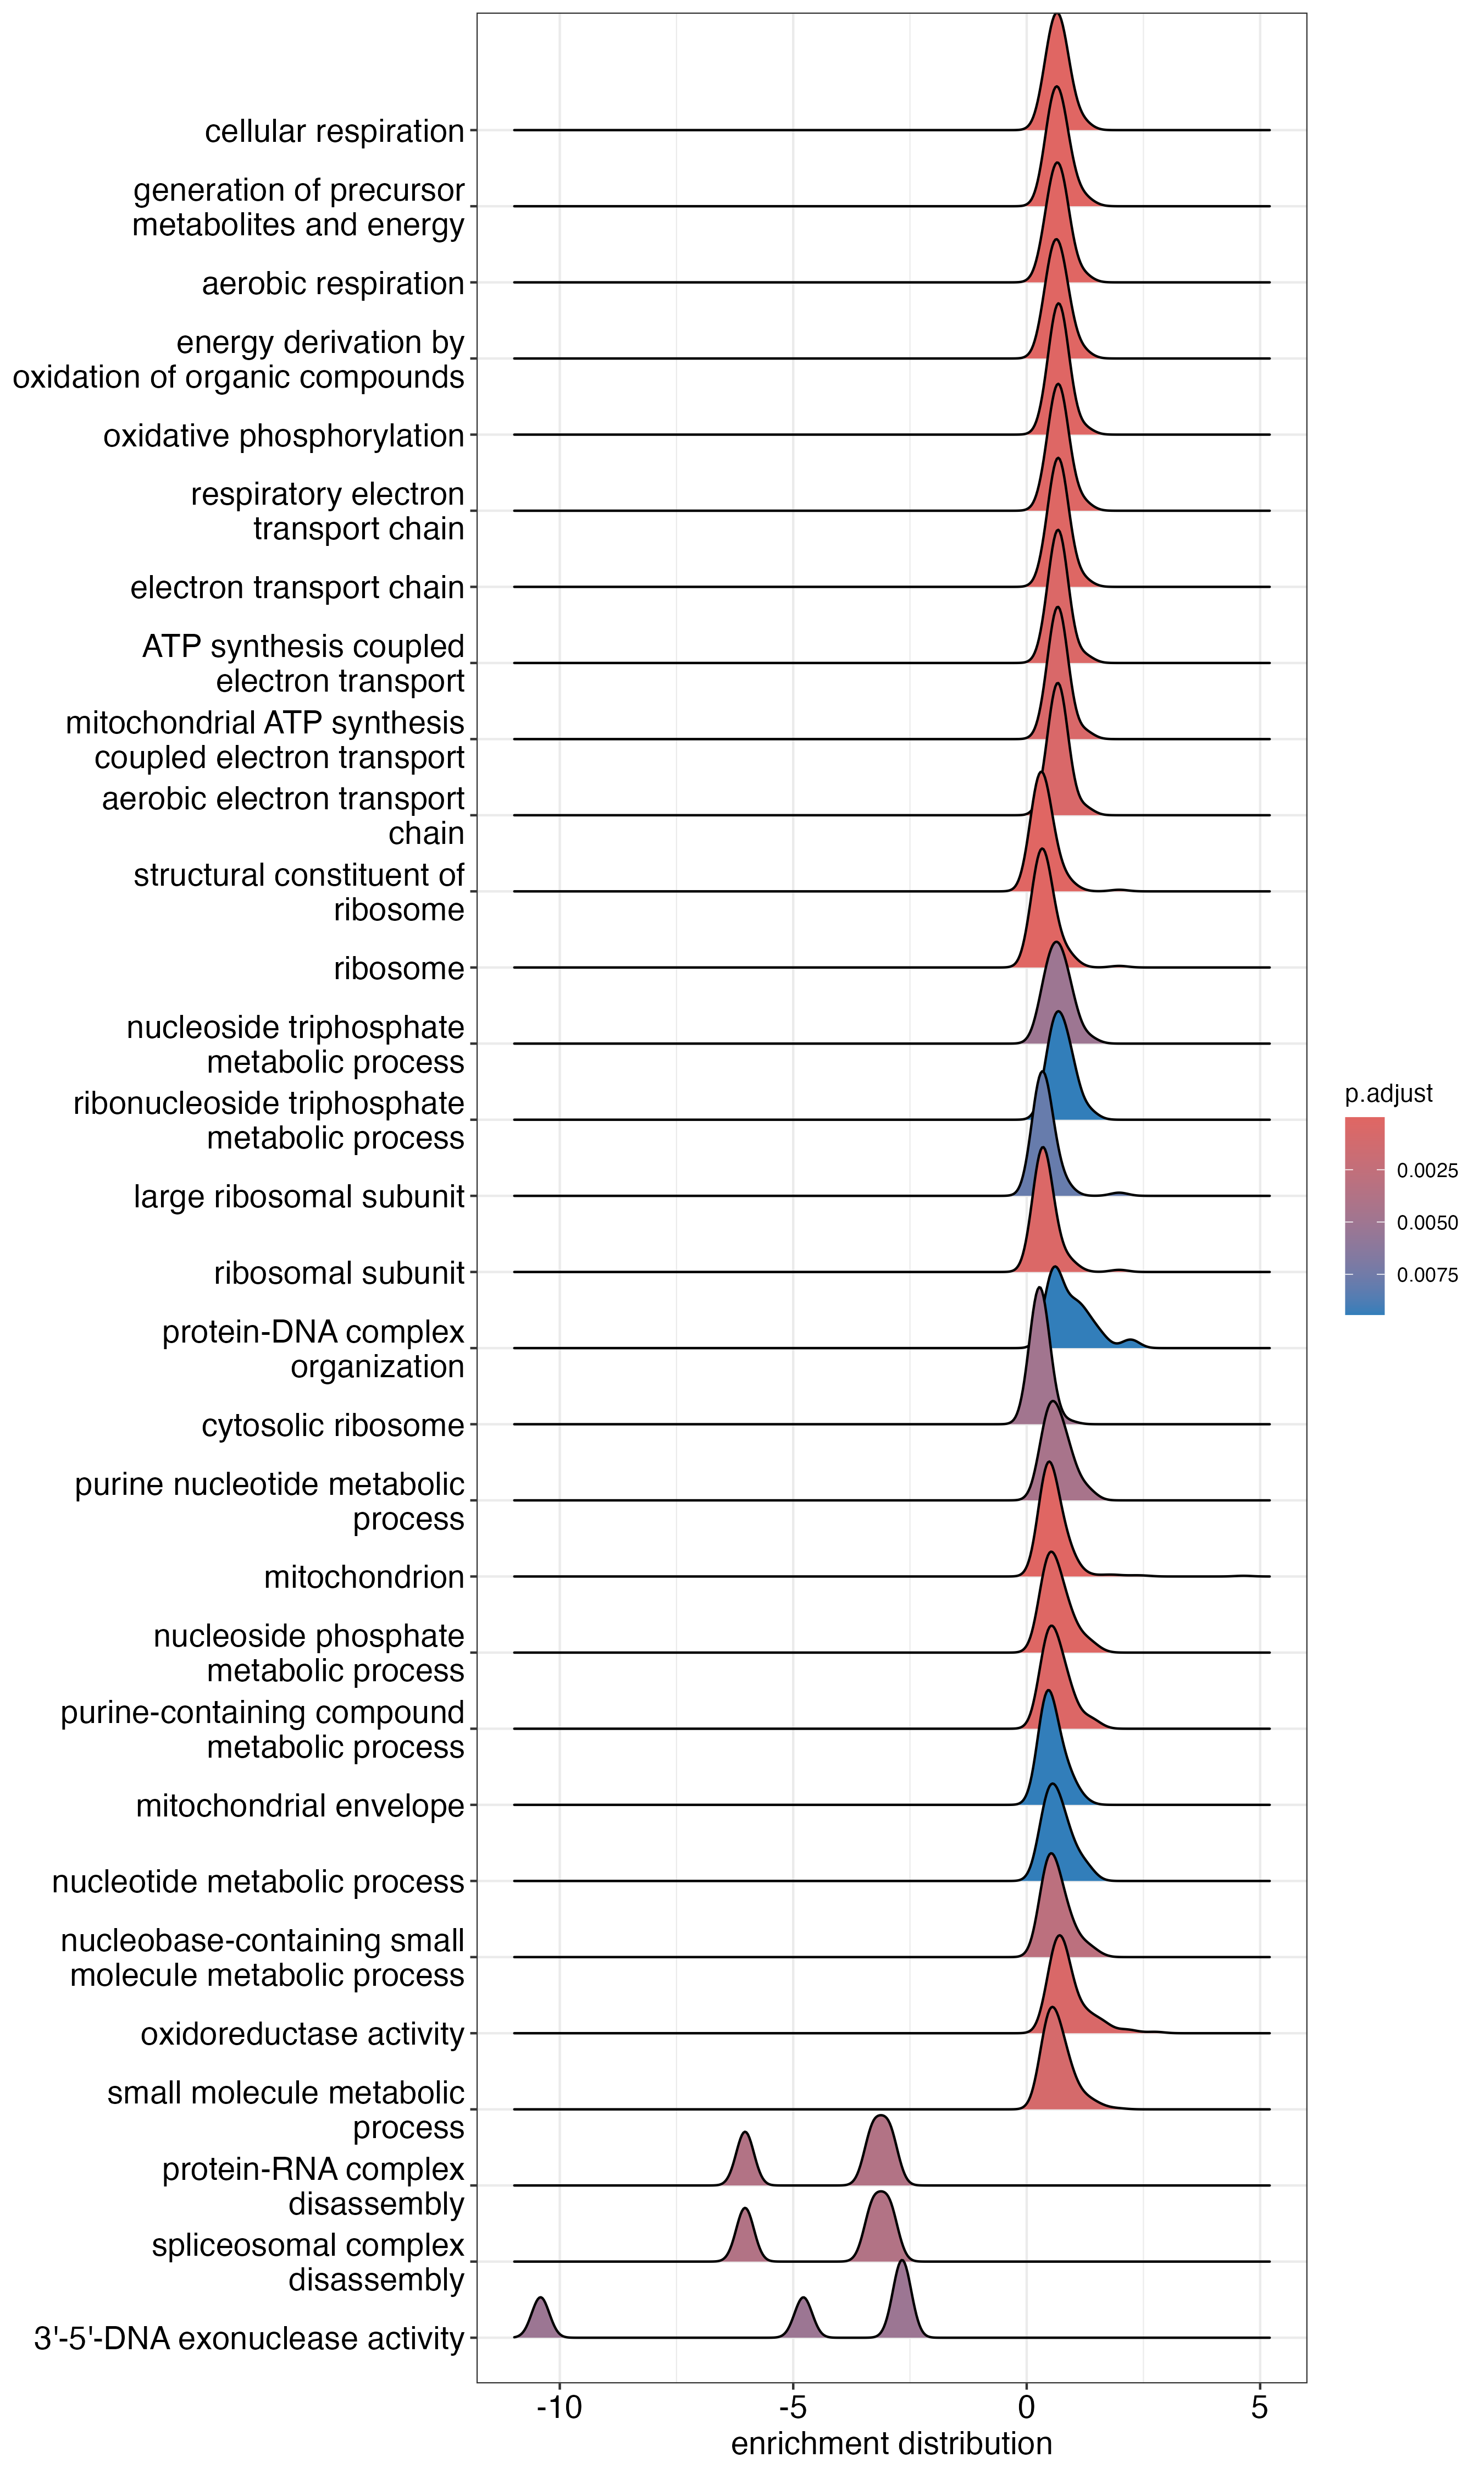 cellular respiration
generation of precursor
metabolites and energy
aerobic respiration
energy derivation by
oxidation of organic compounds
oxidative phosphorylation
respiratory electron
transport chain
electron transport chain
ATP synthesis coupled
electron transport
mitochondrial ATP synthesis
coupled electron transport
aerobic electron transport
chain
structural constituent of
ribosome
ribosome
nucleoside triphosphate
metabolic process
ribonucleoside triphosphate
metabolic process
large ribosomal subunit
ribosomal subunit
protein-DNA complex
organization
cytosolic ribosome
purine nucleotide metabolic
process
mitochondrion
nucleoside phosphate
metabolic process
purine-containing compound
metabolic process
mitochondrial envelope
nucleotide metabolic process
nucleobase-containing small
molecule metabolic process
oxidoreductase activity
small molecule metabolic
process
protein-RNA complex
disassembly
spliceosomal complex
disassembly
3'-5'-DNA exonuclease activity
-10 -5 0 5
enrichment distribution
p.adjust
0.0025
0.0050
0.0075